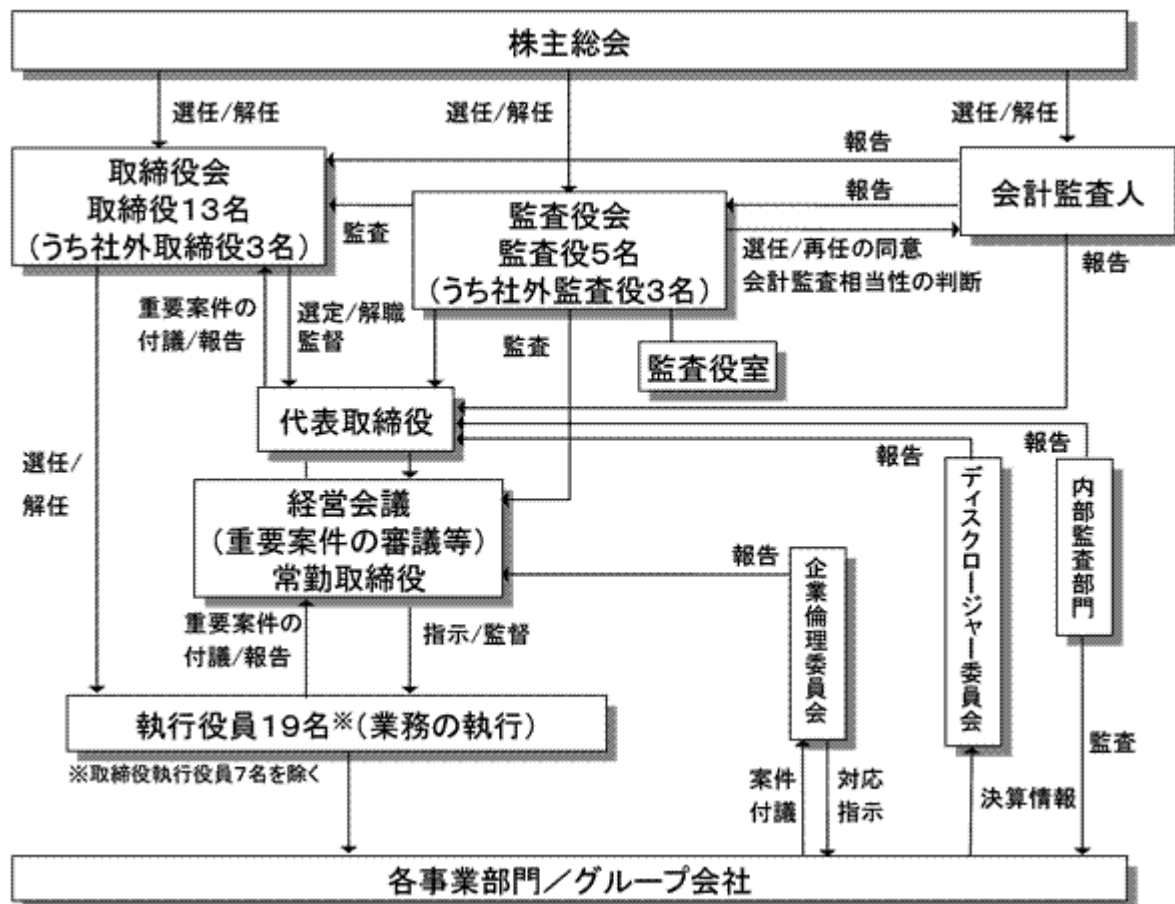 株主総会
選任/解任
選任/解任
選任/解任
取締役会
取締役13名
(うち社外取締役3名)
監査
監査役会
監査役5名
(うち社外監査役3名)
報告
報告
会計監査人
選任/再任の同意
会計監査相当性の判断
報告
重要案件の
付議/報告
選定/解職
監督
監査
監査役室
代表取締役
選任/
解任
報告
報告
経営会議
(重要案件の審議等)
常勤取締役
報告
企業倫理委員会
ディスクロージャー委員会
内部監査部門
重要案件の
付議/報告
指示/監督
執行役員19名※(業務の執行)
※取締役執行役員7名を除く
案件
付議
対応
指示
決算情報
監査
各事業部門/グループ会社